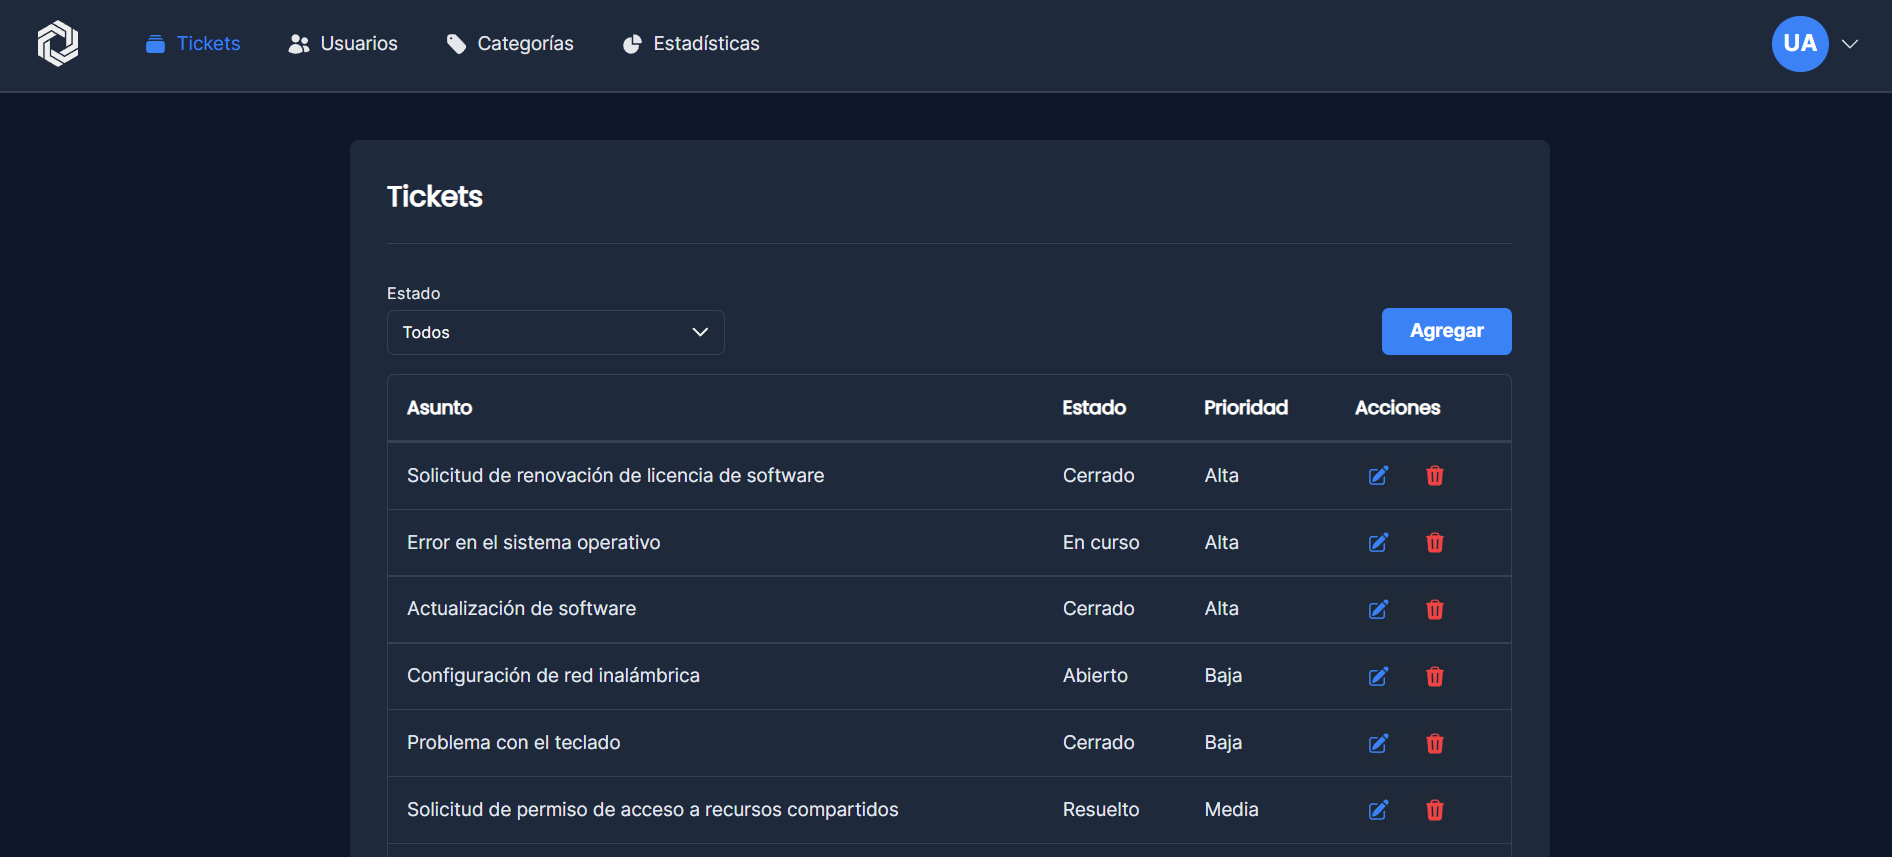 Tickets Usuarios Categorías Estadísticas UA
Tickets
Estado
Todos
Agregar
Asunto Estado Prioridad Acciones
Solicitud de renovación de licencia de software Cerrado Alta
Error en el sistema operativo En curso Alta
Actualización de software Cerrado Alta
Configuración de red inalámbrica Abierto Baja
Problema con el teclado Cerrado Baja
Solicitud de permiso de acceso a recursos compartidos Resuelto Media